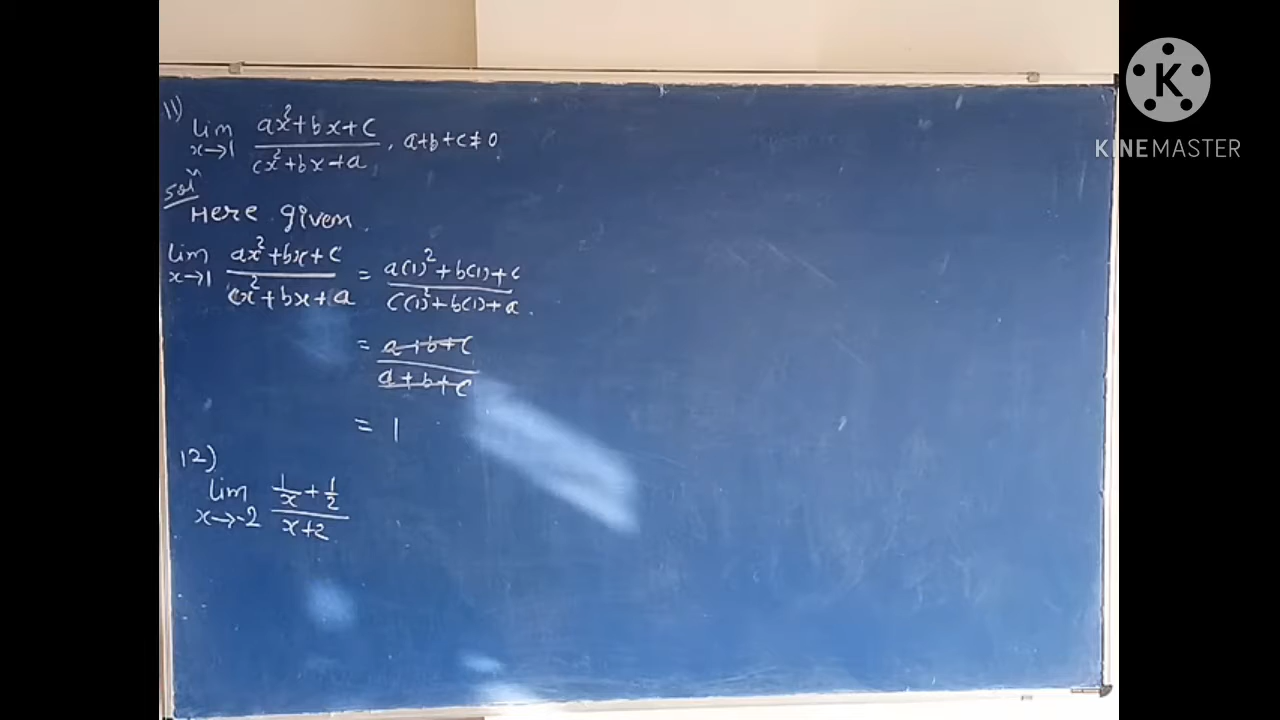 11)
lim x→1 (ax²+bx+c)/(cx²+bx+a), a+b+c≠0
Solⁿ
Here given.
lim x→1 (ax²+bx+c)/(cx²+bx+a) = (a(1)²+b(1)+c)/(c(1)²+b(1)+a).
= (a+b+c)/(a+b+c)
= 1
12)
lim x→-2 (1/x + 1/2)/(x+2)
K
KINEMASTER